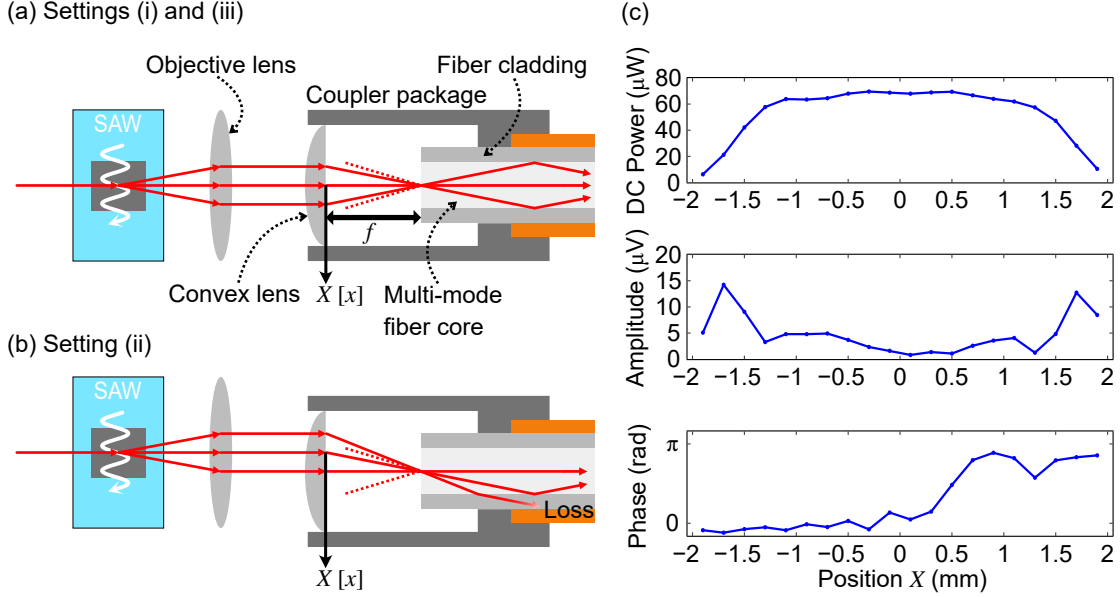 (a) Settings (i) and (iii)
Objective lens
Fiber cladding
Coupler package
SAW
f
Convex lens
X [x]
Multi-mode
fiber core
(b) Setting (ii)
SAW
Loss
X [x]
(c)
DC Power (μW)
80
60
40
20
0
−2 −1.5 −1 −0.5 0 0.5 1 1.5 2
Amplitude (μV)
20
15
10
5
0
−2 −1.5 −1 −0.5 0 0.5 1 1.5 2
Phase (rad)
π
0
−2 −1.5 −1 −0.5 0 0.5 1 1.5 2
Position X (mm)